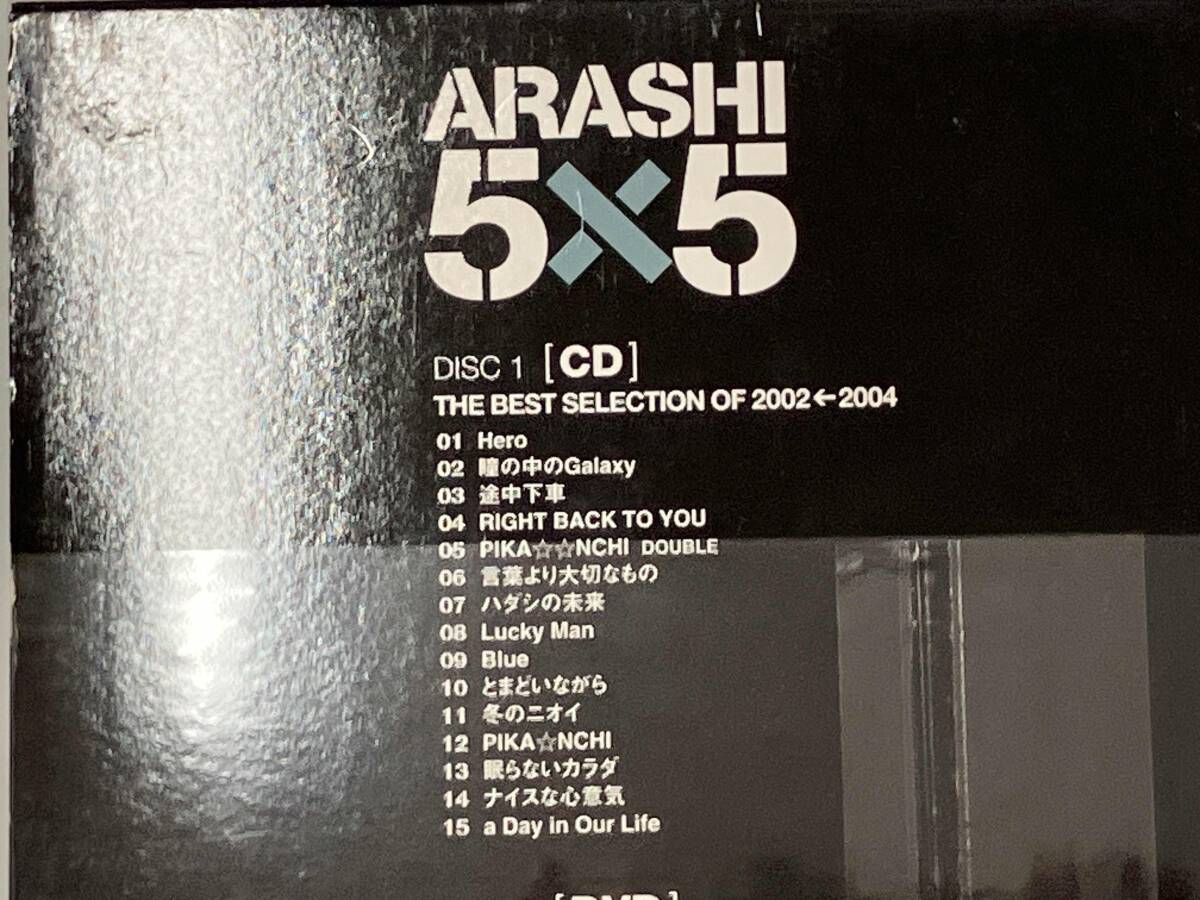 ARASHI
5×5
DISC 1 [CD]
THE BEST SELECTION OF 2002←2004
01 Hero
02 瞳の中のGalaxy
03 途中下車
04 RIGHT BACK TO YOU
05 PIKA☆☆NCHI DOUBLE
06 言葉より大切なもの
07 ハダシの未来
08 Lucky Man
09 Blue
10 とまどいながら
11 冬のニオイ
12 PIKA☆NCHI
13 眠らないカラダ
14 ナイスな心意気
15 a Day in Our Life
[DVD]